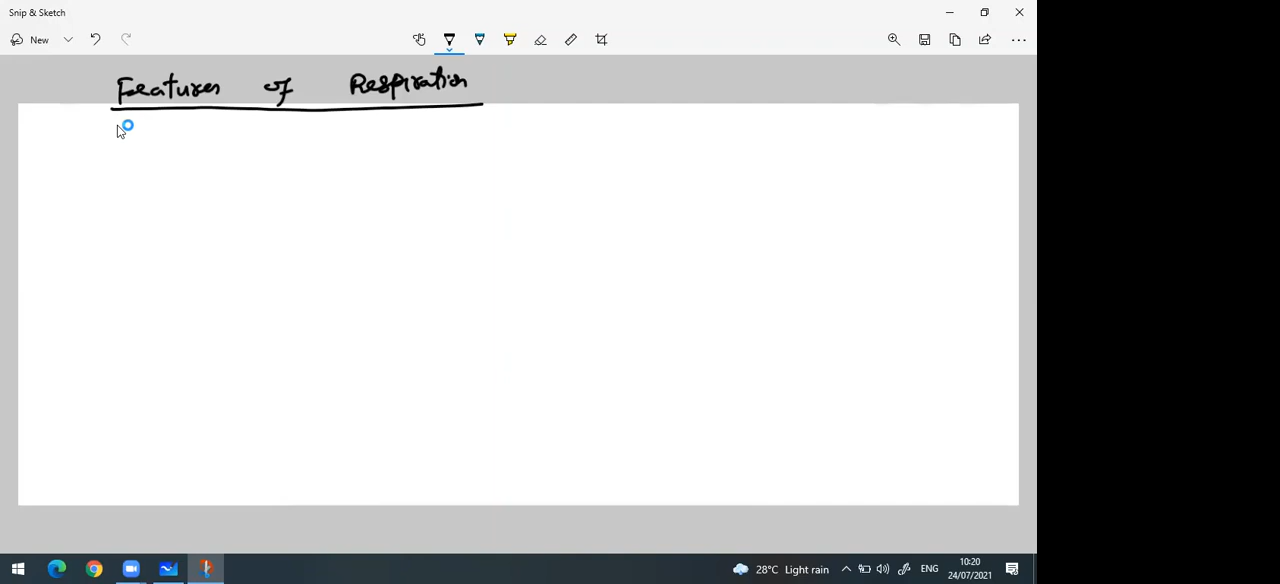 Snip & Sketch
New
Features of Respiration
28°C Light rain
ENG
10:20
24/07/2021